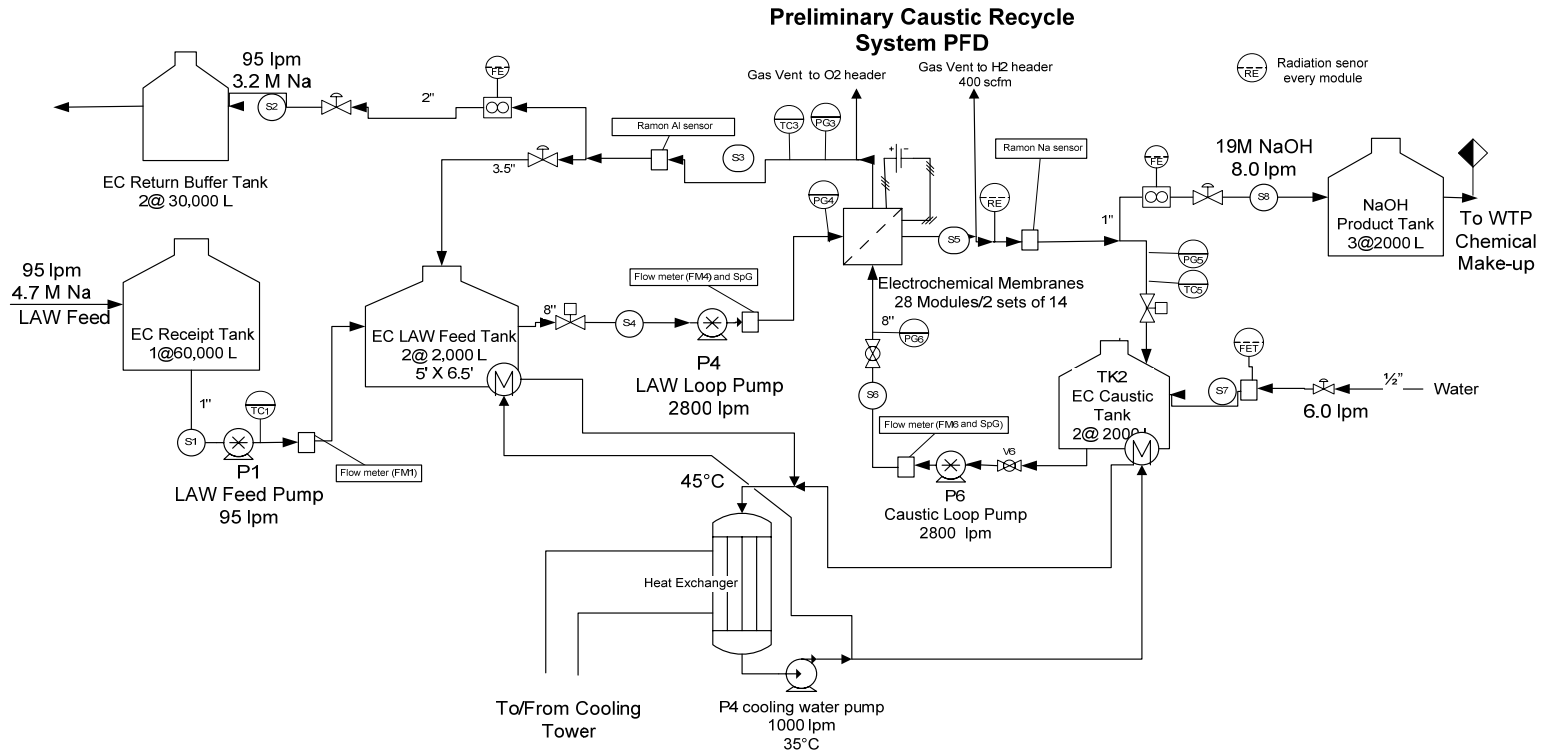 Preliminary Caustic Recycle
System PFD
Gas Vent to O2 header
Gas Vent to H2 header
400 scfm
RE
Radiation senor
every module
95 lpm
3.2 M Na
S2
2"
FE
Ramon Al sensor
S3
TC3
PG3
+
-
Ramon Na sensor
RE
FE
19M NaOH
8.0 lpm
S8
NaOH
Product Tank
3@2000 L
To WTP
Chemical
Make-up
EC Return Buffer Tank
2@ 30,000 L
3.5"
PG4
S5
1"
PG5
TC5
95 lpm
4.7 M Na
LAW Feed
EC Receipt Tank
1@60,000 L
EC LAW Feed Tank
2@ 2,000 L
5' X 6.5'
M
8"
S4
Flow meter (FM4) and SpG
P4
LAW Loop Pump
2800 lpm
Electrochemical Membranes
28 Modules/2 sets of 14
8"
PG6
S6
FET
TK2
EC Caustic
Tank
2@ 2000L
M
S7
½"
Water
6.0 lpm
1"
S1
TC1
P1
LAW Feed Pump
95 lpm
Flow meter (FM1)
Flow meter (FM6 and SpG)
V6
P6
Caustic Loop Pump
2800 lpm
45°C
Heat Exchanger
To/From Cooling
Tower
P4 cooling water pump
1000 lpm
35°C